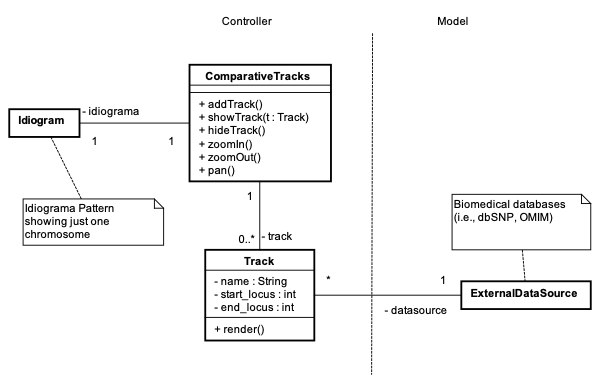 Controller
Model
ComparativeTracks
+ addTrack()
+ showTrack(t : Track)
+ hideTrack()
+ zoomIn()
+ zoomOut()
+ pan()
- idiograma
Idiogram
1
1
Idiograma Pattern
showing just one
chromosome
1
0..*
- track
Biomedical databases
(i.e., dbSNP, OMIM)
Track
- name : String
- start_locus : int
- end_locus : int
+ render()
*
1
- datasource
ExternalDataSource